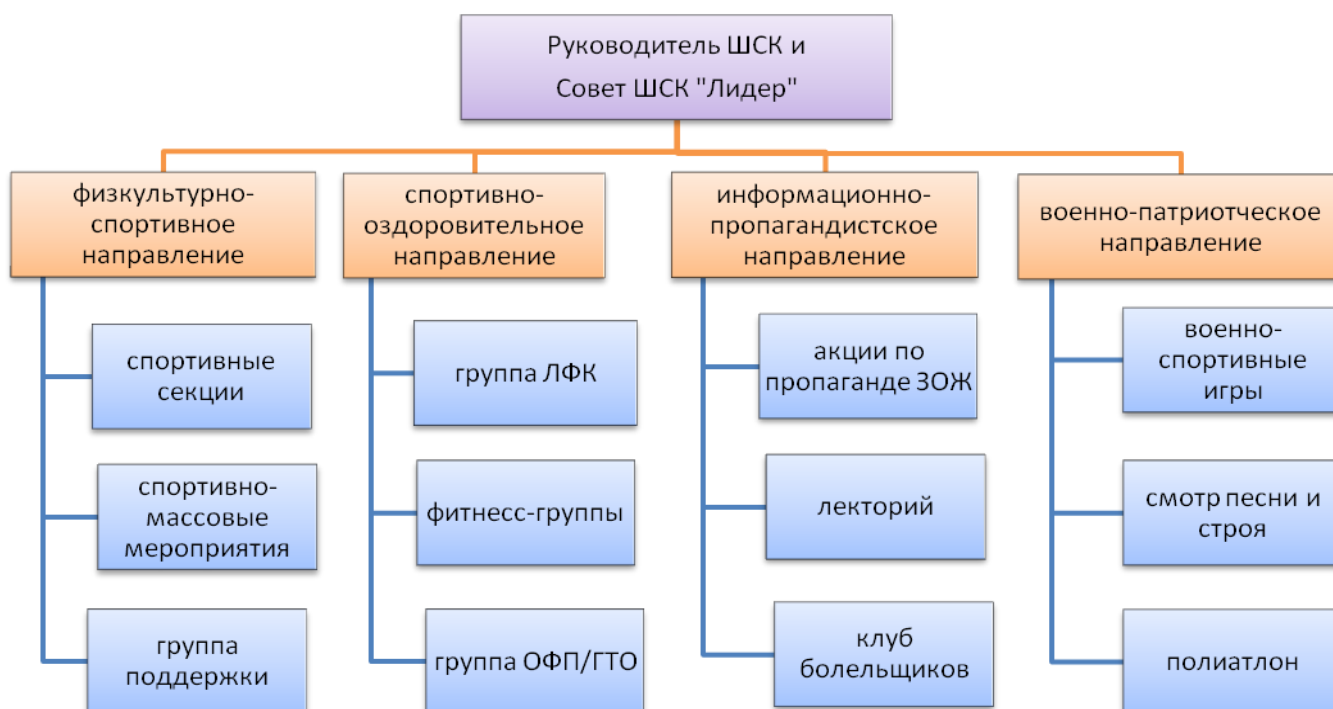 Руководитель ШСК и
Совет ШСК "Лидер"
физкультурно-
спортивное
направление
спортивно-
оздоровительное
направление
информационно-
пропагандистское
направление
военно-патриотческое
направление
спортивные
секции
группа ЛФК
акции по
пропаганде ЗОЖ
военно-
спортивные
игры
спортивно-
массовые
мероприятия
фитнесс-группы
лекторий
смотр песни и
строя
группа
поддержки
группа ОФП/ГТО
клуб
болельщиков
полиатлон